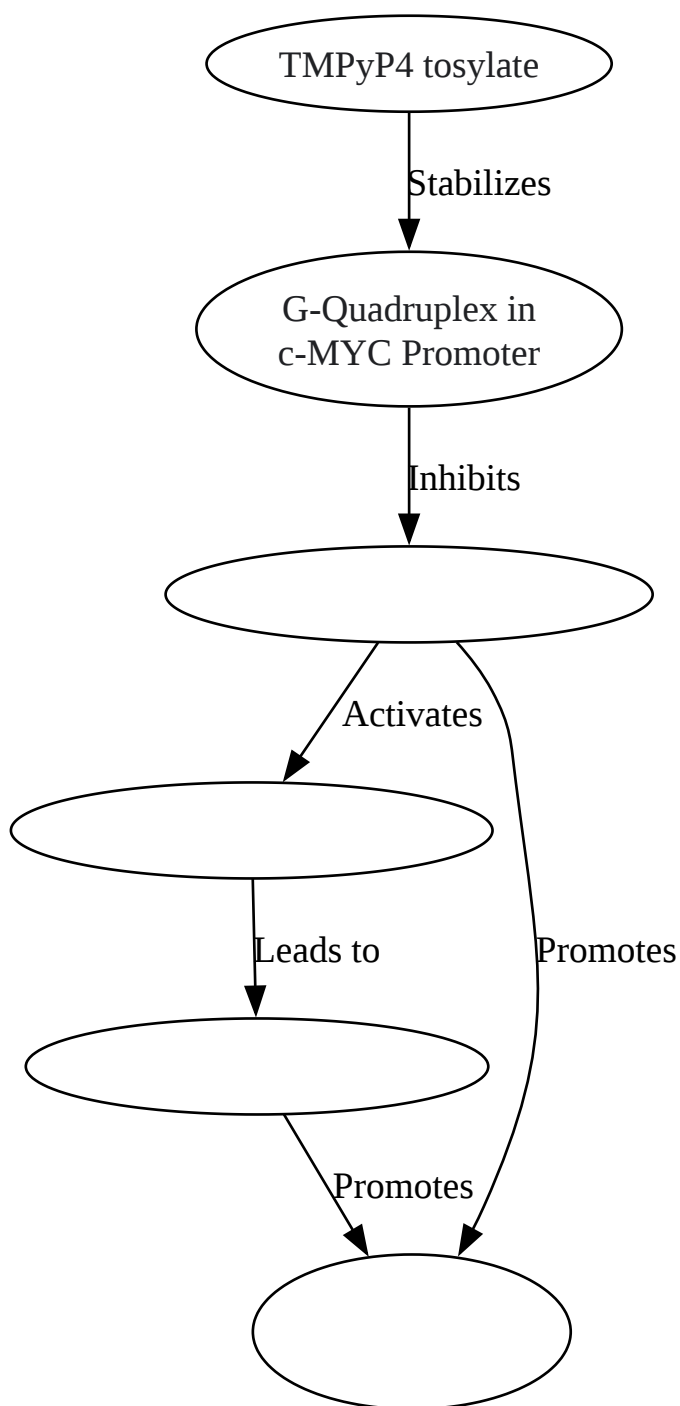 TMPyP4 tosylate
Stabilizes
G-Quadruplex in
c-MYC Promoter
Inhibits
Activates
Leads to
Promotes
Promotes